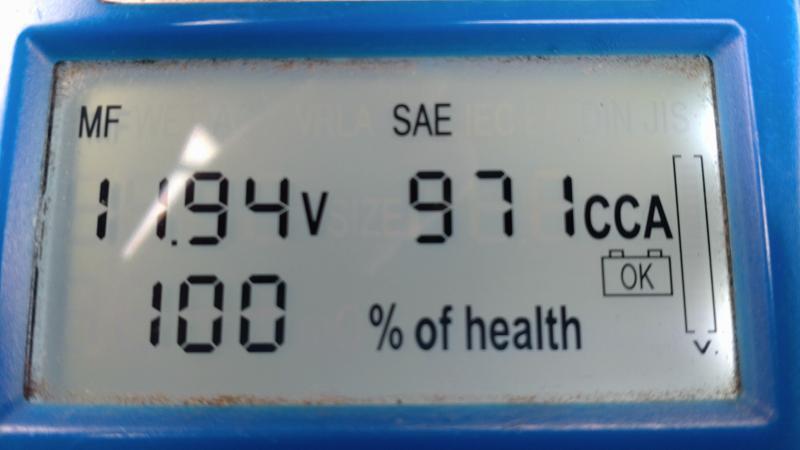 MF SAE
11.94V 971CCA
OK
100 % of health